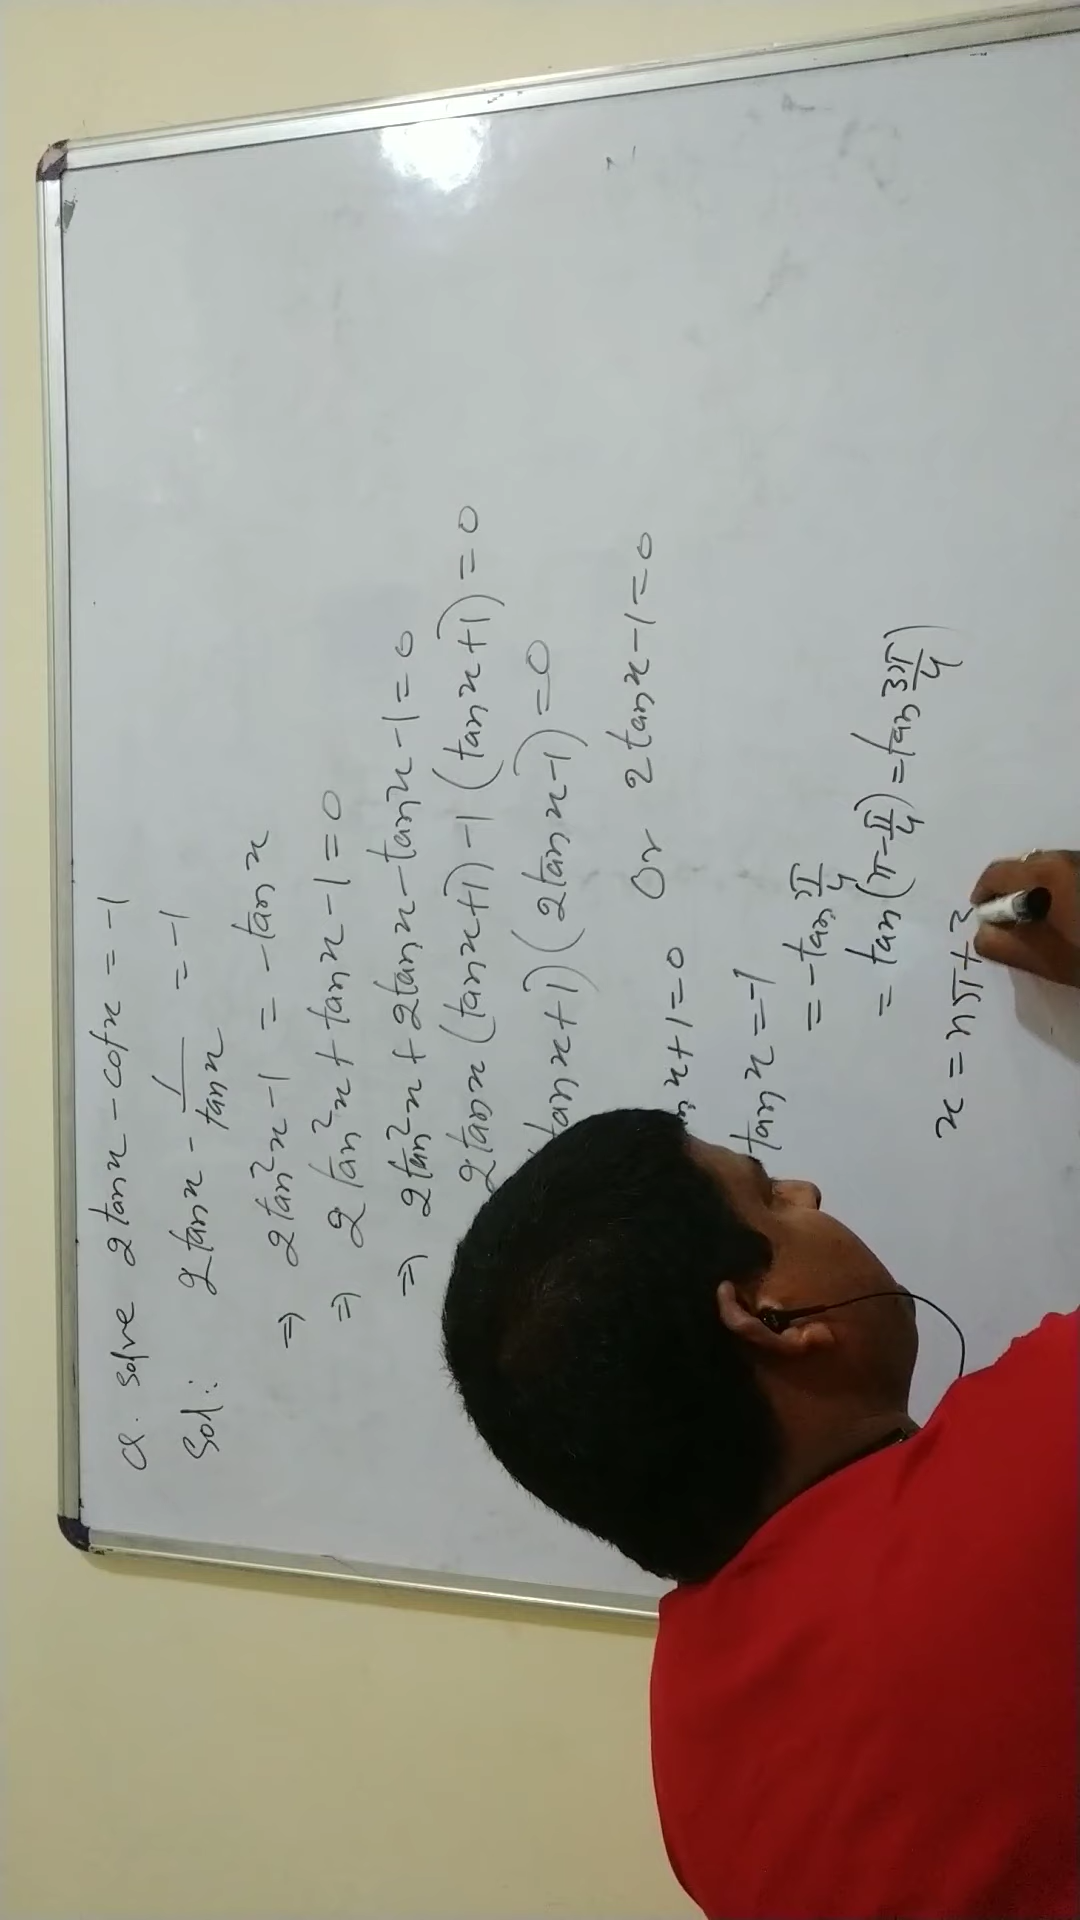 Q. Solve 2 tan x - cot x = -1
Sol: 2 tan x - 1/tan x = -1
⇒ 2 tan²x - 1 = - tan x
⇒ 2 tan²x + tan x - 1 = 0
⇒ 2 tan²x + 2 tan x - tan x - 1 = 0
2 tan x (tan x + 1) - 1 (tan x + 1) = 0
tan x + 1) (2 tan x - 1) = 0
x + 1 = 0 Or 2 tan x - 1 = 0
tan x = -1
= - tan π/4
= tan (π - π/4) = tan 3π/4)
x = nπ + 3